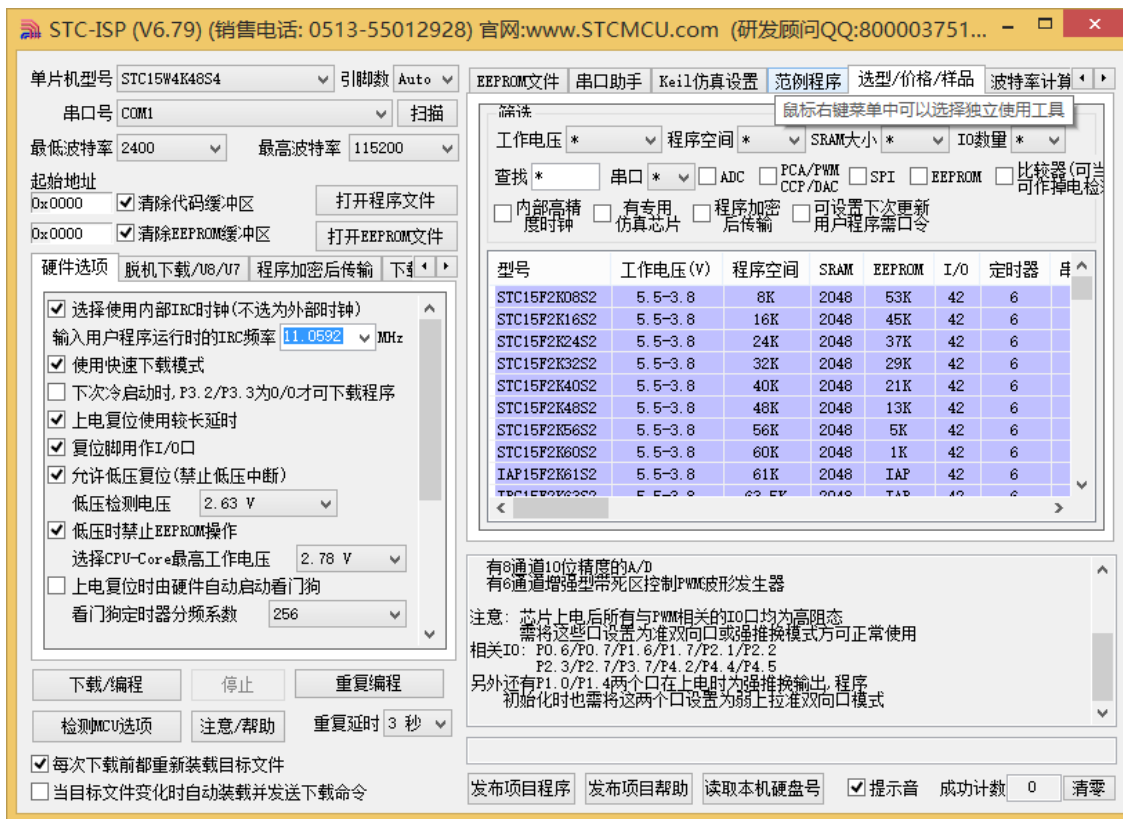 STC-ISP (V6.79) (销售电话: 0513-55012928) 官网:www.STCMCU.com (研发顾问QQ:800003751...
单片机型号 STC15W4K48S4 引脚数 Auto
串口号 COM1 扫描
最低波特率 2400 最高波特率 115200
起始地址
0x0000 清除代码缓冲区 打开程序文件
0x0000 清除EEPROM缓冲区 打开EEPROM文件
硬件选项 脱机下载/U8/U7 程序加密后传输
选择使用内部IRC时钟(不选为外部时钟)
输入用户程序运行时的IRC频率 11.0592 MHz
使用快速下载模式
下次冷启动时,P3.2/P3.3为0/0才可下载程序
上电复位使用较长延时
复位脚用作I/O口
允许低压复位(禁止低压中断)
低压检测电压 2.63 V
低压时禁止EEPROM操作
选择CPU-Core最高工作电压 2.78 V
上电复位时由硬件自动启动看门狗
看门狗定时器分频系数 256
下载/编程 停止 重复编程
检测MCU选项 注意/帮助 重复延时 3 秒
每次下载前都重新装载目标文件
当目标文件变化时自动装载并发送下载命令
EEPROM文件 串口助手 Keil仿真设置 范例程序 选型/价格/样品 波特率计算
鼠标右键菜单中可以选择独立使用工具
筛选
工作电压 * 程序空间 * SRAM大小 * IO数量 *
查找 * 串口 * ADC PCA/PWM CCP/DAC SPI EEPROM 比较器(可当
可作掉电检
内部高精度时钟 有专用仿真芯片 程序加密后传输 可设置下次更新用户程序需口令
型号 工作电压(V) 程序空间 SRAM EEPROM I/O 定时器 串
STC15F2K08S2 5.5-3.8 8K 2048 53K 42 6
STC15F2K16S2 5.5-3.8 16K 2048 45K 42 6
STC15F2K24S2 5.5-3.8 24K 2048 37K 42 6
STC15F2K32S2 5.5-3.8 32K 2048 29K 42 6
STC15F2K40S2 5.5-3.8 40K 2048 21K 42 6
STC15F2K48S2 5.5-3.8 48K 2048 13K 42 6
STC15F2K56S2 5.5-3.8 56K 2048 5K 42 6
STC15F2K60S2 5.5-3.8 60K 2048 1K 42 6
IAP15F2K61S2 5.5-3.8 61K 2048 IAP 42 6
有8通道10位精度的A/D
有6通道增强型带死区控制PWM波形发生器
注意: 芯片上电后所有与PWM相关的IO口均为高阻态
需将这些口设置为准双向口或强推挽模式方可正常使用
相关IO: P0.6/P0.7/P1.6/P1.7/P2.1/P2.2
P2.3/P2.7/P3.7/P4.2/P4.4/P4.5
另外还有P1.0/P1.4两个口在上电时为强推挽输出,程序
初始化时也需将这两个口设置为弱上拉准双向口模式
发布项目程序 发布项目帮助 读取本机硬盘号 提示音 成功计数 0 清零